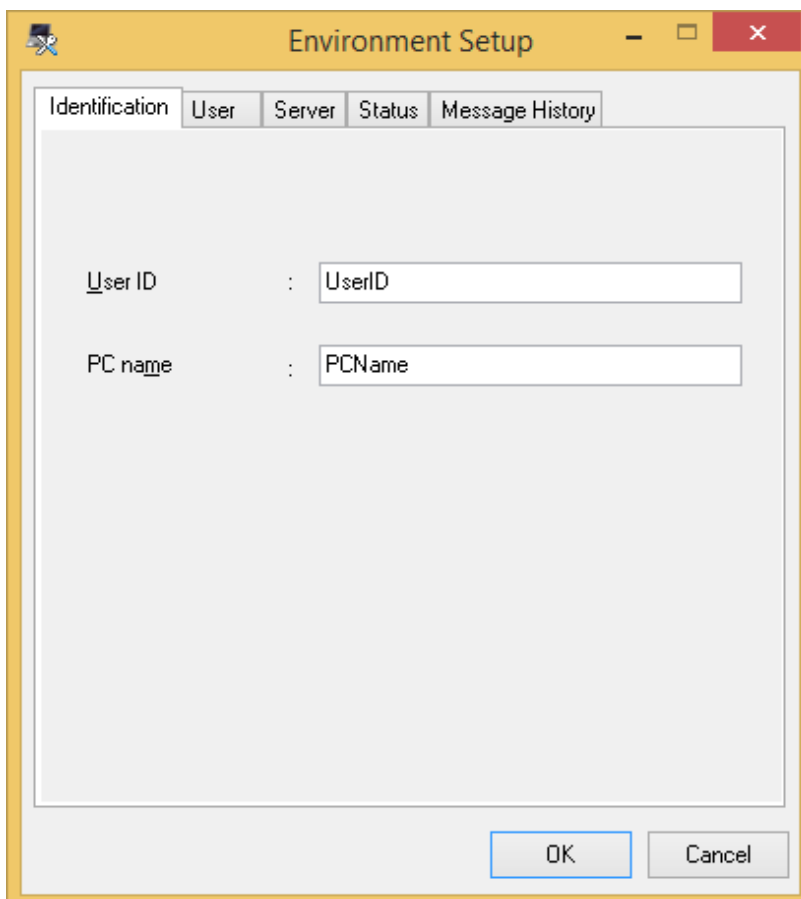 Environment Setup
Identification User Server Status Message History
User ID : UserID
PC name : PCName
OK Cancel